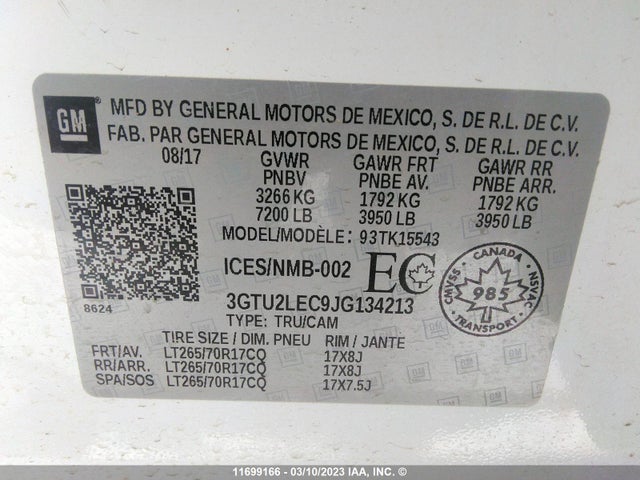 GM
MFD BY GENERAL MOTORS DE MEXICO, S. DE R.L. DE C.V.
FAB. PAR GENERAL MOTORS DE MEXICO, S. DE R.L. DE C.V.
08/17 GVWR GAWR FRT GAWR RR
PNBV PNBE AV. PNBE ARR.
3266 KG 1792 KG 1792 KG
7200 LB 3950 LB 3950 LB
MODEL/MODÈLE: 93TK15543
ICES/NMB-002 EC
CANADA
CMVSS 985 NSVAC
TRANSPORT
8624
3GTU2LEC9JG134213
TYPE: TRU/CAM
TIRE SIZE / DIM. PNEU RIM / JANTE
FRT/AV. LT265/70R17CQ 17X8J
RR/ARR. LT265/70R17CQ 17X8J
SPA/SOS LT265/70R17CQ 17X7.5J
11699166 — 03/10/2023 IAA, INC. ©